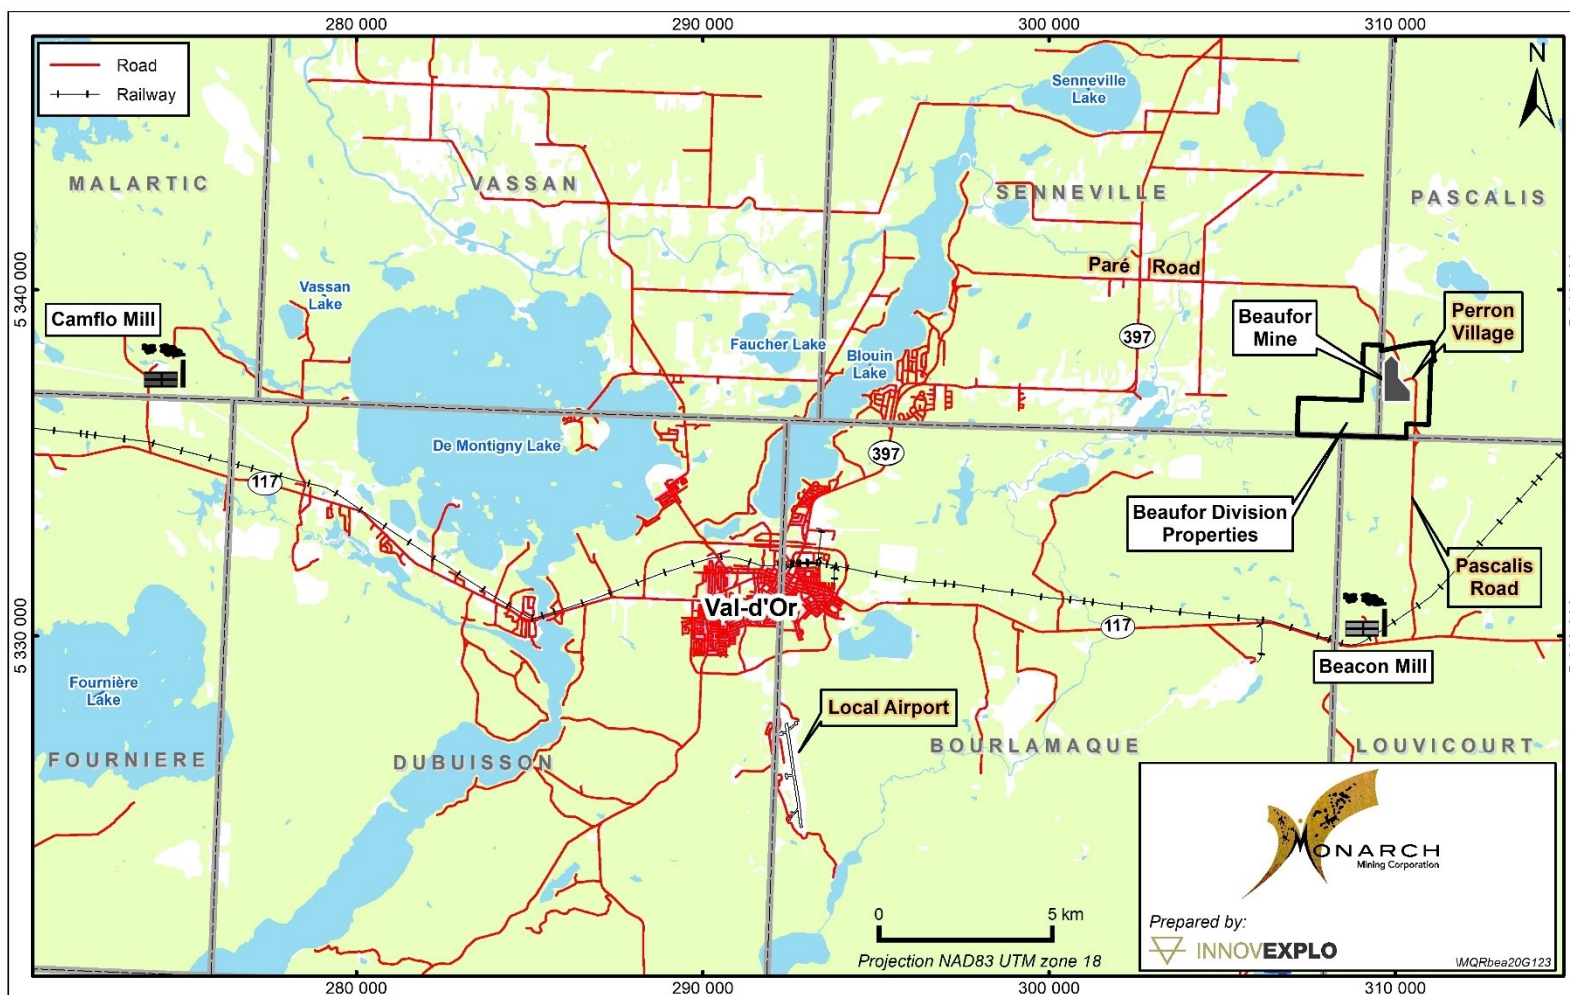 280 000
290 000
300 000
310 000
Road
Railway
N
Senneville
Lake
MALARTIC
VASSAN
SENNEVILLE
PASCALIS
5 340 000
Paré Road
Vassan
Lake
Camflo Mill
Beaufor
Mine
Perron
Village
397
Faucher Lake
Blouin
Lake
De Montigny Lake
397
117
Beaufor Division
Properties
Pascalis
Road
Val-d'Or
5 330 000
117
Beacon Mill
Fournière
Lake
Local Airport
FOURNIERE
DUBUISSON
BOURLAMAQUE
LOUVICOURT
MONARCH
Mining Corporation
0 5 km
Projection NAD83 UTM zone 18
Prepared by:
INNOVEXPLO
\MQRbea20G123
280 000
290 000
300 000
310 000